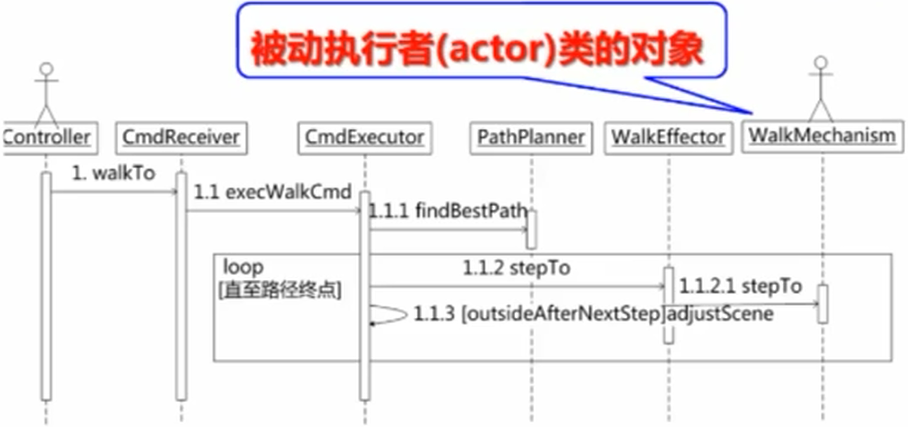 被动执行者(actor)类的对象
Controller
CmdReceiver
CmdExecutor
PathPlanner
WalkEffector
WalkMechanism
1. walkTo
1.1 execWalkCmd
1.1.1 findBestPath
loop
[直至路径终点]
1.1.2 stepTo
1.1.2.1 stepTo
1.1.3 [outsideAfterNextStep]adjustScene